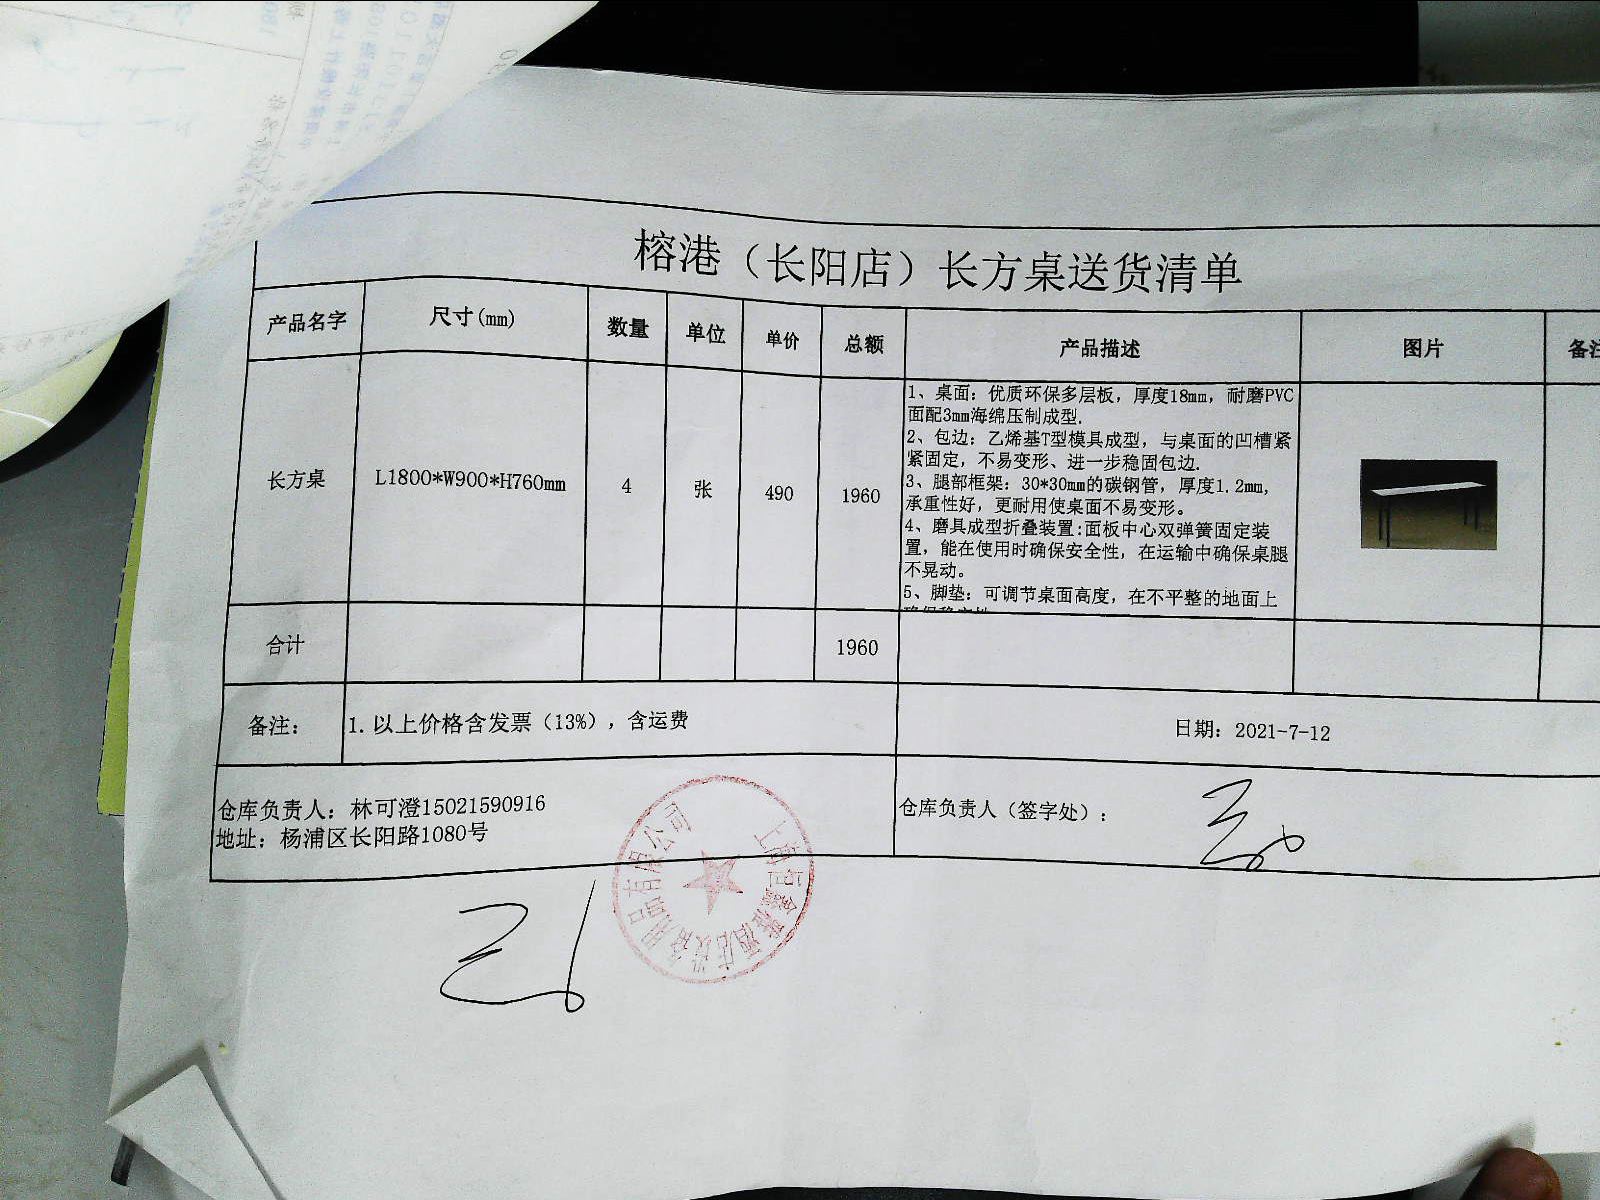 榕港（长阳店）长方桌送货清单
产品名字 尺寸(mm) 数量 单位 单价 总额 产品描述 图片 备注
长方桌 L1800*W900*H760mm 4 张 490 1960
1、桌面：优质环保多层板，厚度18mm，耐磨PVC
面配3mm海绵压制成型.
2、包边：乙烯基T型模具成型，与桌面的凹槽紧
紧固定，不易变形、进一步稳固包边.
3、腿部框架：30*30mm的碳钢管，厚度1.2mm，
承重性好，更耐用使桌面不易变形。
4、磨具成型折叠装置:面板中心双弹簧固定装
置，能在使用时确保安全性，在运输中确保桌腿
不晃动。
5、脚垫：可调节桌面高度，在不平整的地面上
合计 1960
备注： 1.以上价格含发票（13%），含运费 日期：2021-7-12
仓库负责人：林可澄15021590916
地址：杨浦区长阳路1080号
仓库负责人（签字处）：